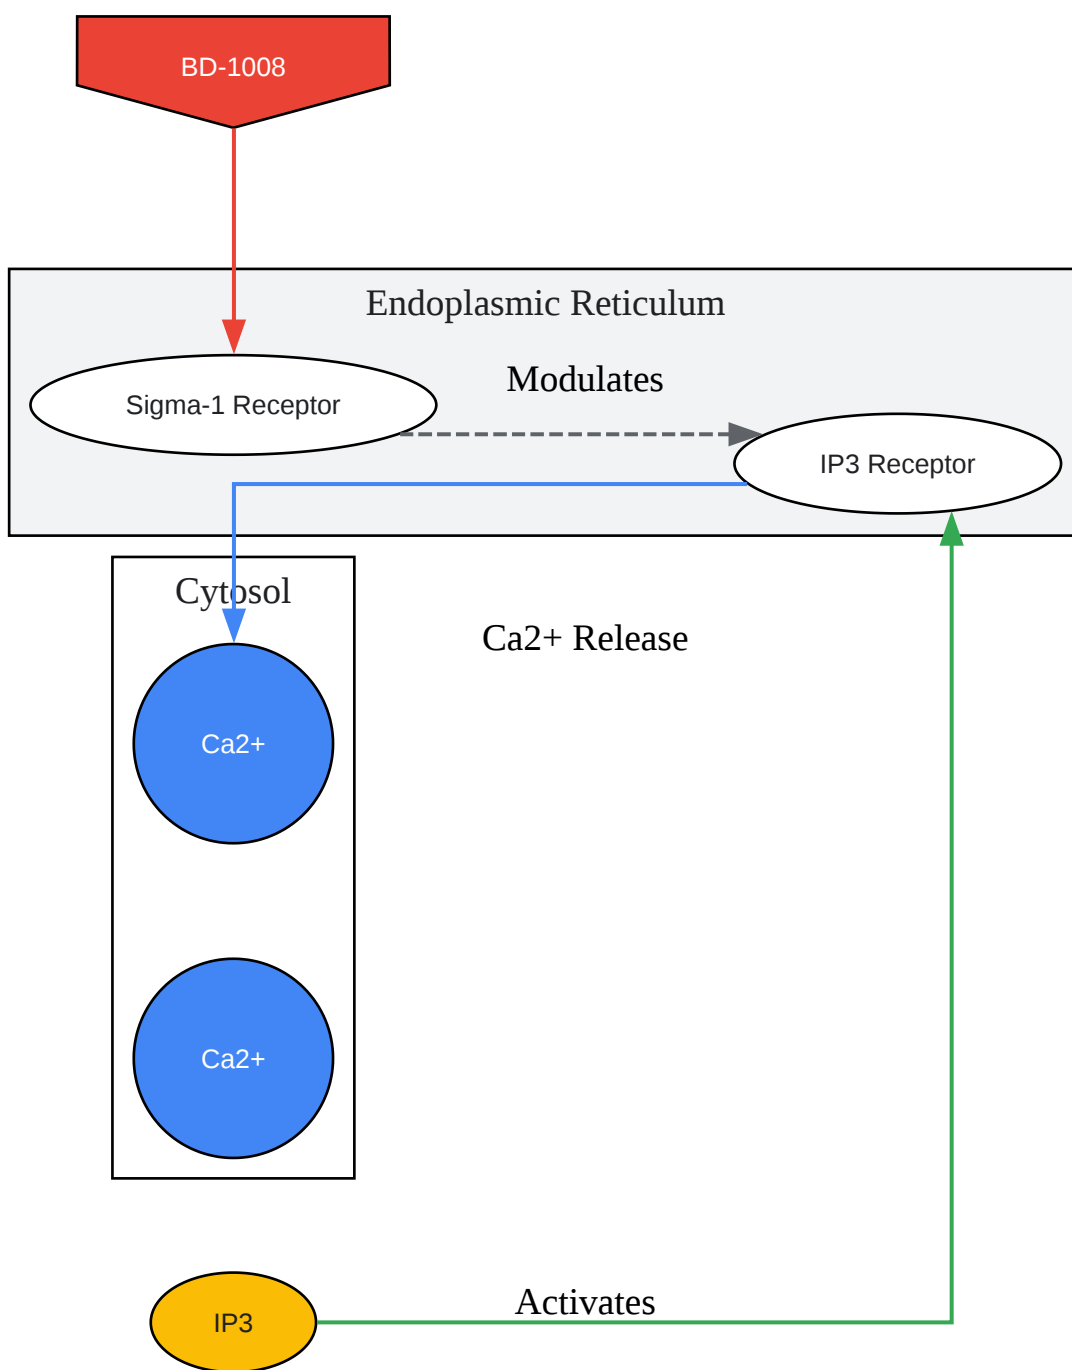 BD-1008
Endoplasmic Reticulum
Modulates
Sigma-1 Receptor
IP3 Receptor
Cytosol
Ca2+ Release
Ca2+
Ca2+
Activates
IP3